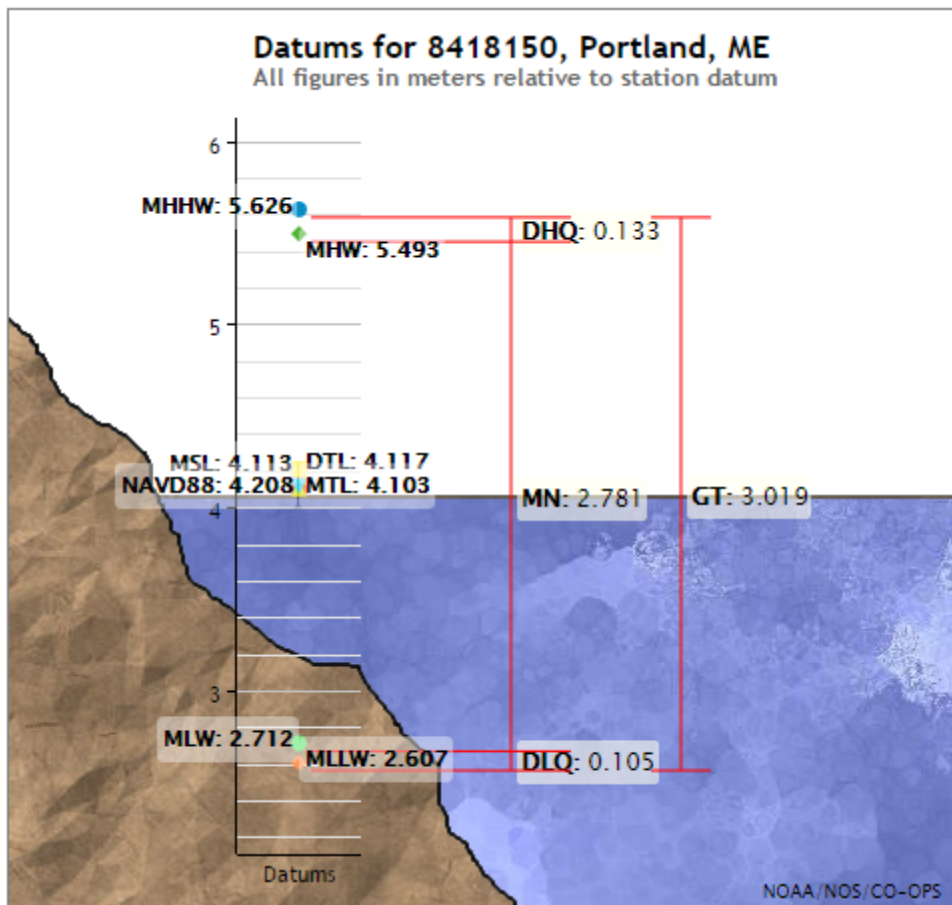 Datums for 8418150, Portland, ME
All figures in meters relative to station datum
6
MHHW: 5.626
DHQ: 0.133
MHW: 5.493
5
MSL: 4.113 DTL: 4.117
NAVD88: 4.208 MTL: 4.103
MN: 2.781 GT: 3.019
4
3
MLW: 2.712
MLLW: 2.607 DLQ: 0.105
Datums
NOAA/NOS/CO-OPS